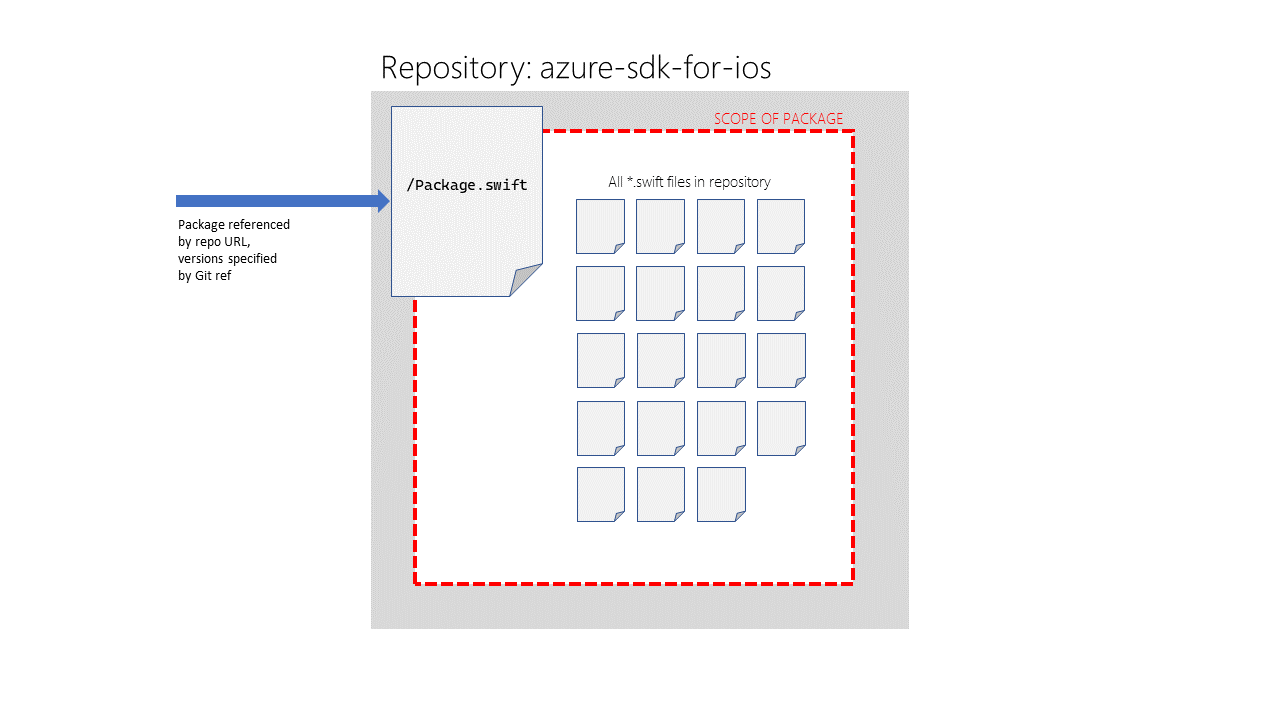 Repository: azure-sdk-for-ios
SCOPE OF PACKAGE
/Package.swift
All *.swift files in repository
Package referenced
by repo URL,
versions specified
by Git ref